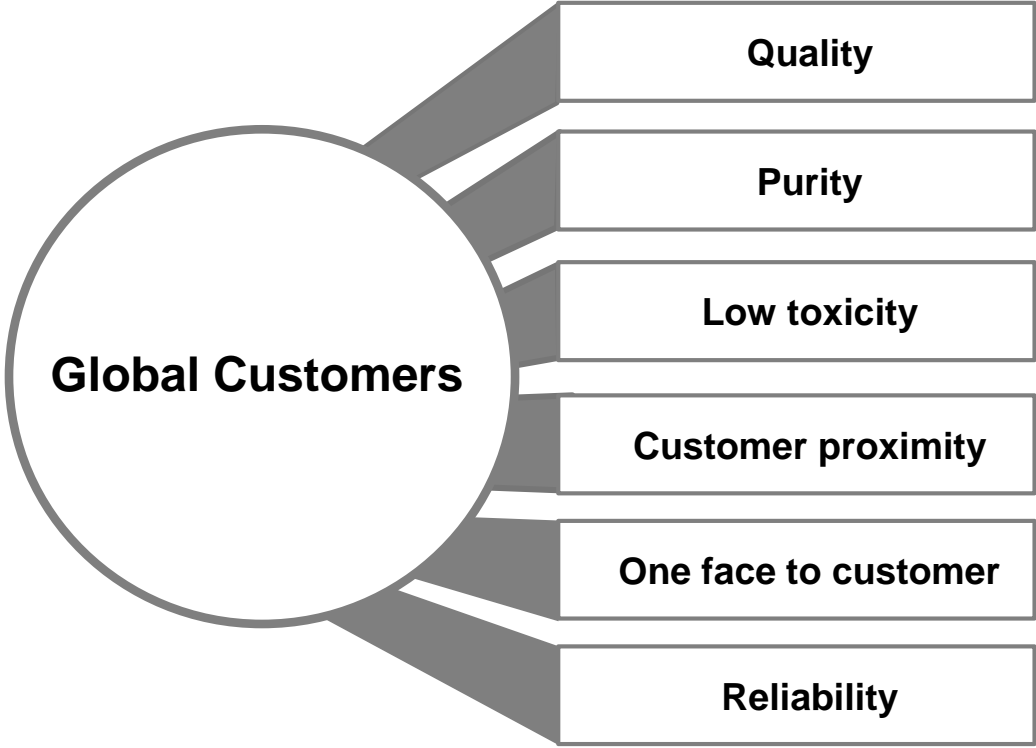 Quality
Purity
Low toxicity
Global Customers
Customer proximity
One face to customer
Reliability